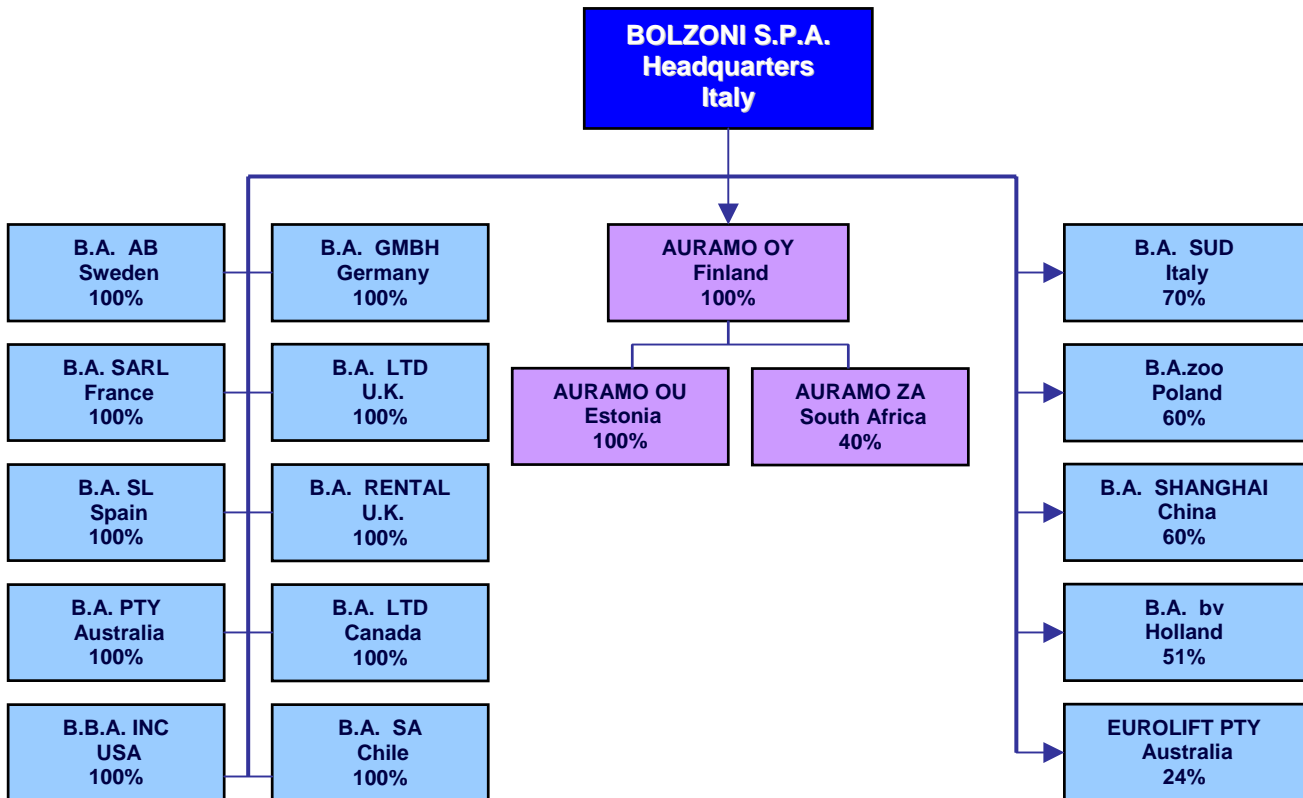 BOLZONI S.P.A.
Headquarters
Italy
B.A. AB
Sweden
100%
B.A. GMBH
Germany
100%
AURAMO OY
Finland
100%
B.A. SUD
Italy
70%
B.A. SARL
France
100%
B.A. LTD
U.K.
100%
AURAMO OU
Estonia
100%
AURAMO ZA
South Africa
40%
B.A.zoo
Poland
60%
B.A. SL
Spain
100%
B.A. RENTAL
U.K.
100%
B.A. SHANGHAI
China
60%
B.A. PTY
Australia
100%
B.A. LTD
Canada
100%
B.A. bv
Holland
51%
B.B.A. INC
USA
100%
B.A. SA
Chile
100%
EUROLIFT PTY
Australia
24%